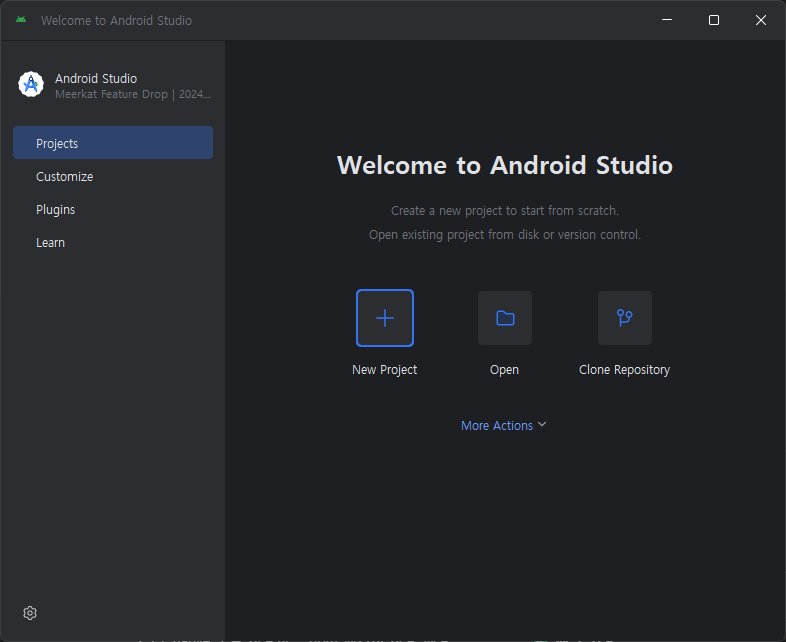 Welcome to Android Studio
Android Studio
Meerkat Feature Drop | 2024...
Projects
Customize
Plugins
Learn
Welcome to Android Studio
Create a new project to start from scratch.
Open existing project from disk or version control.
New Project
Open
Clone Repository
More Actions